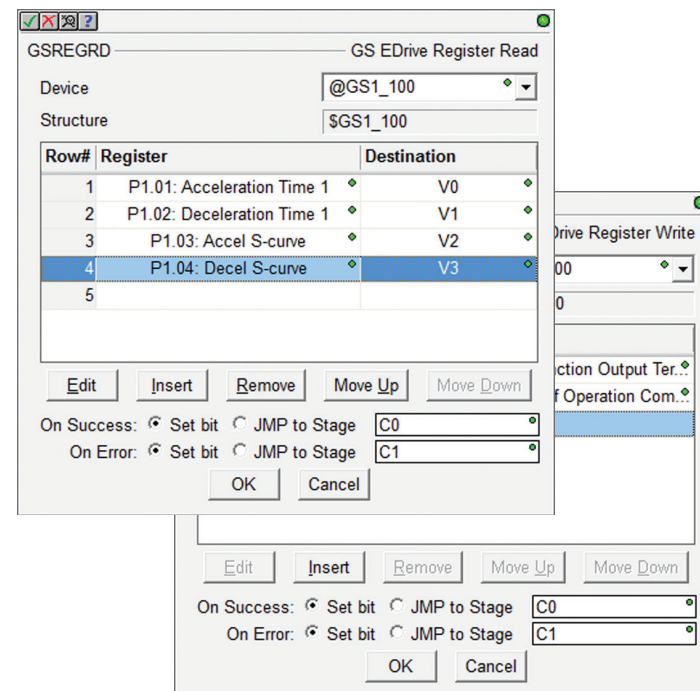 ?
GSREGRD GS EDrive Register Read
Device @GS1_100
Structure $GS1_100
Row# Register Destination
1 P1.01: Acceleration Time 1 V0
2 P1.02: Deceleration Time 1 V1
3 P1.03: Accel S-curve V2
4 P1.04: Decel S-curve V3
5
Edit Insert Remove Move Up Move Down
On Success: Set bit JMP to Stage C0
On Error: Set bit JMP to Stage C1
OK Cancel
Register Write
00
0
Output Ter...
Operation Com...
Edit Insert Remove Move Up Move Down
On Success: Set bit JMP to Stage C0
On Error: Set bit JMP to Stage C1
OK Cancel